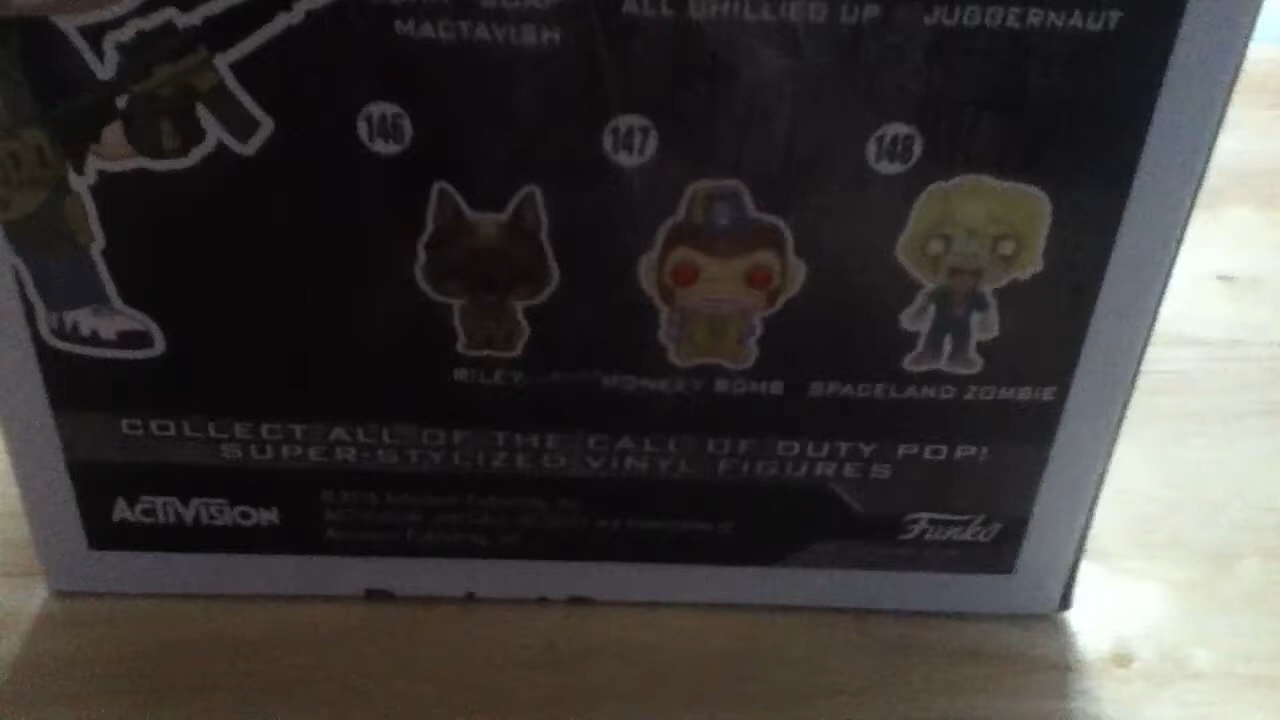 "SOAP" ALL GHILLIED UP JUGGERNAUT
MACTAVISH
146 147 148
RILEY MONKEY BOMB SPACELAND ZOMBIE
COLLECT ALL OF THE CALL OF DUTY POP!
SUPER-STYLIZED VINYL FIGURES
ACTIVISION
Funko